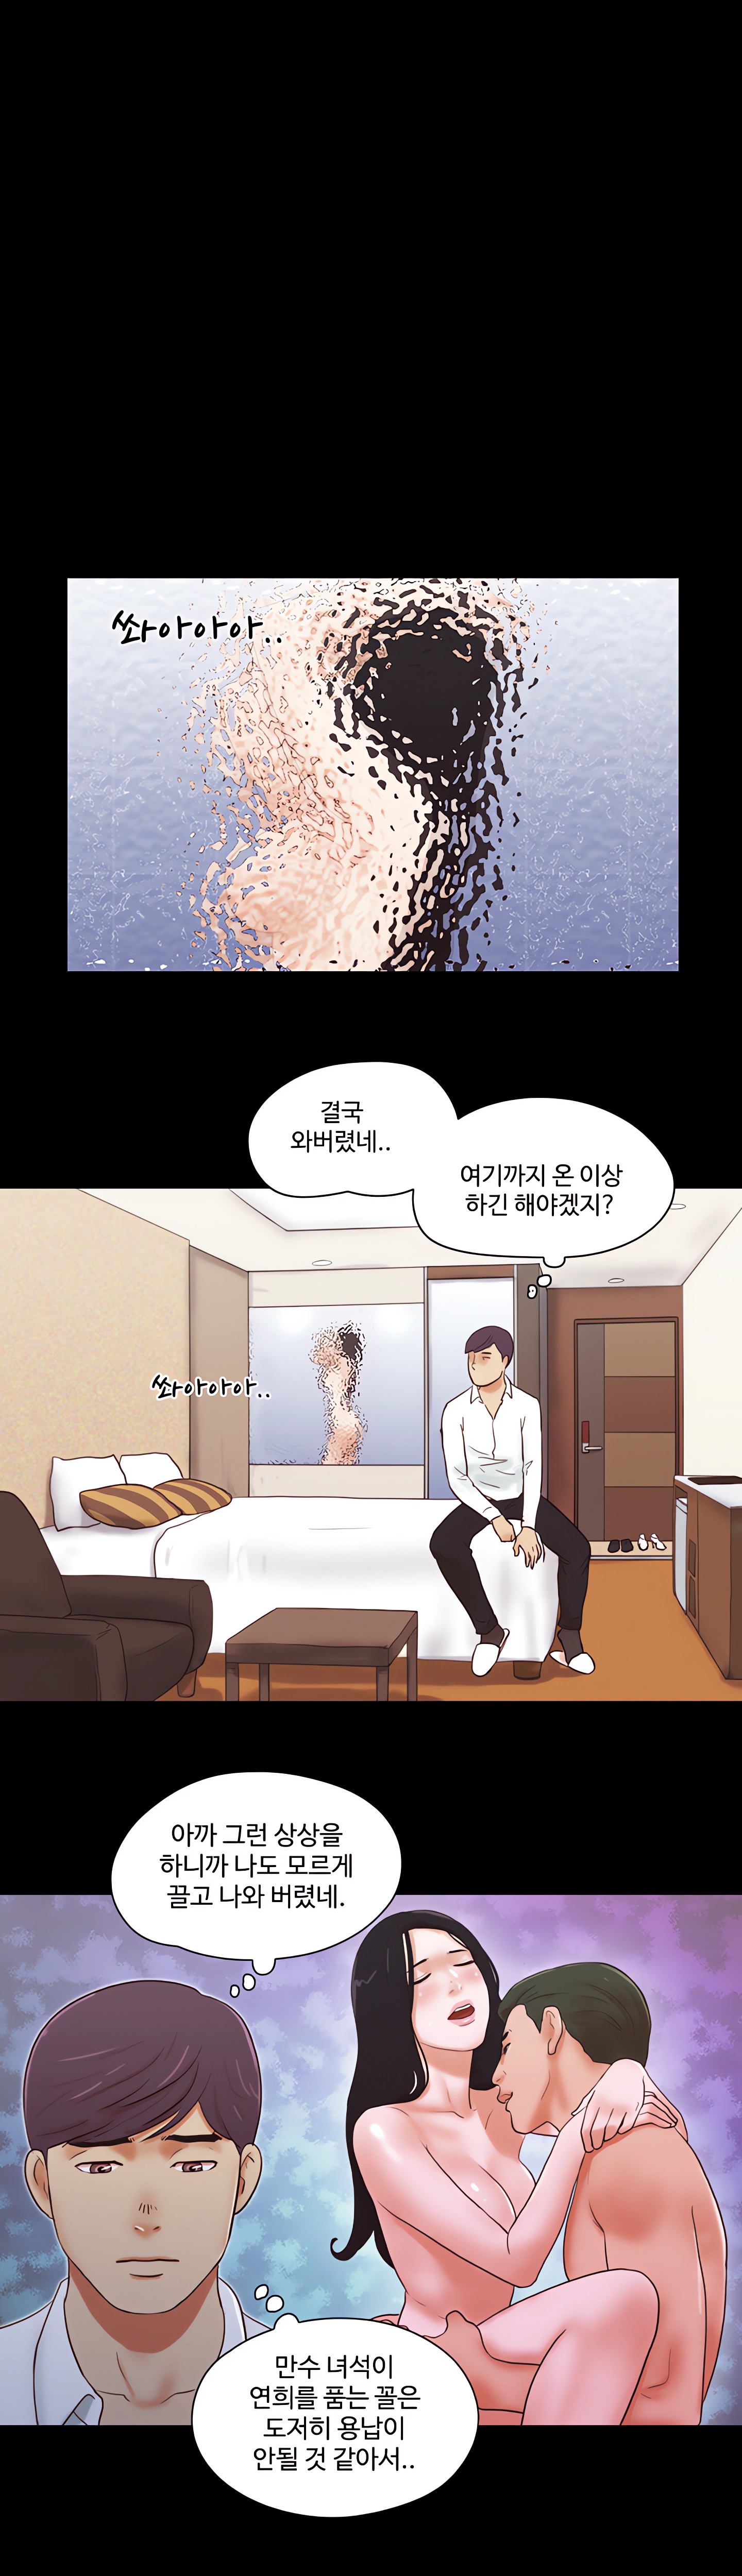 쏴아아아..
결국
와버렸네..
여기까지 온 이상
하긴 해야겠지?
쏴아아아..
아까 그런 상상을
하니까 나도 모르게
끌고 나와 버렸네.
만수 녀석이
연희를 품는 꼴은
도저히 용납이
안될 것 같아서..